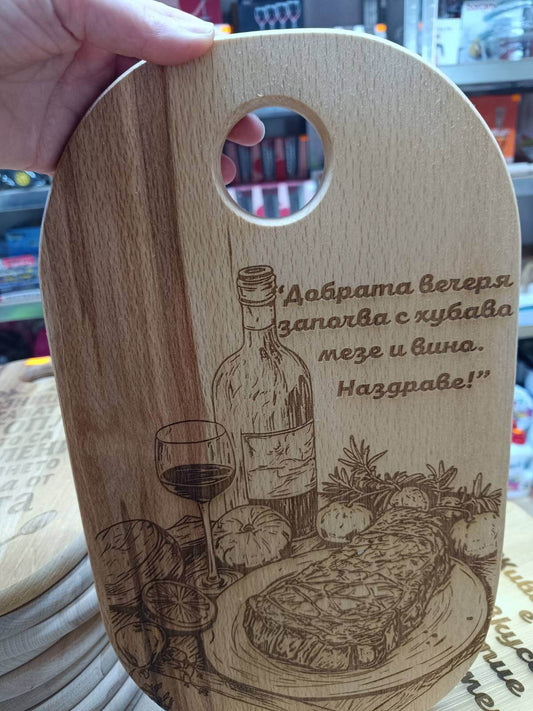 “Добрата вечеря
започва с хубаво
мезе и вино.
Наздраве!”